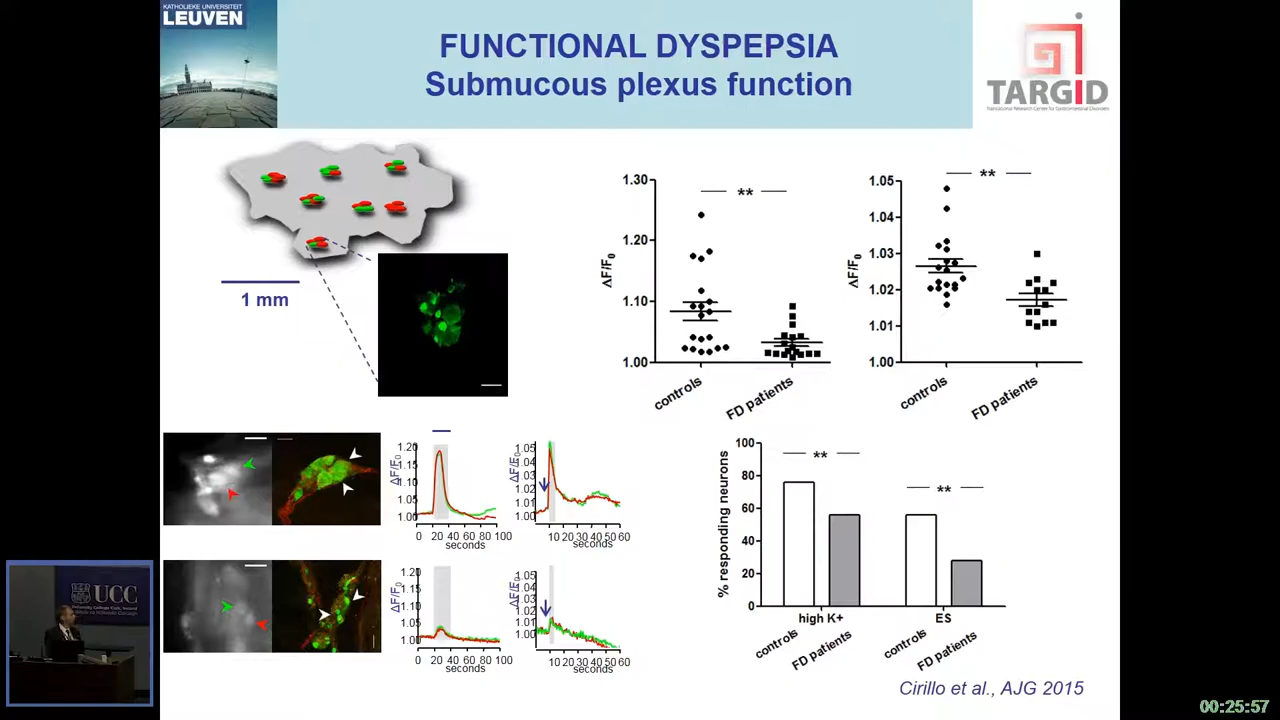 KATHOLIEKE UNIVERSITEIT
LEUVEN
FUNCTIONAL DYSPEPSIA
Submucous plexus function
TARGID
Translational Research Center for Gastrointestinal Disorders
1 mm
1.30
1.20
1.10
1.00
ΔF/F0
**
controls
FD patients
1.05
1.04
1.03
1.02
1.01
1.00
ΔF/F0
**
controls
FD patients
1.20
1.15
1.10
1.05
1.00
ΔF/F0
0 20 40 60 80 100
seconds
1.05
1.04
1.03
1.02
1.01
1.00
ΔF/F0
10 20 30 40 50 60
seconds
1.20
1.15
1.10
1.05
1.00
ΔF/F0
0 20 40 60 80 100
seconds
1.05
1.04
1.03
1.02
1.01
1.00
ΔF/F0
10 20 30 40 50 60
seconds
100
80
60
40
20
0
% responding neurons
**
**
high K+
ES
controls
FD patients
controls
FD patients
Cirillo et al., AJG 2015
UCC
University College Cork, Ireland
00:25:57